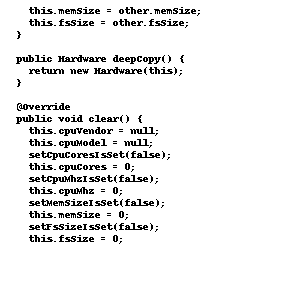 this.memSize = other.memSize;
this.fsSize = other.fsSize;
}
public Hardware deepCopy() {
return new Hardware(this);
}
@Override
public void clear() {
this.cpuVendor = null;
this.cpuModel = null;
setCpuCoresIsSet(false);
this.cpuCores = 0;
setCpuMhzIsSet(false);
this.cpuMhz = 0;
setMemSizeIsSet(false);
this.memSize = 0;
setFsSizeIsSet(false);
this.fsSize = 0;